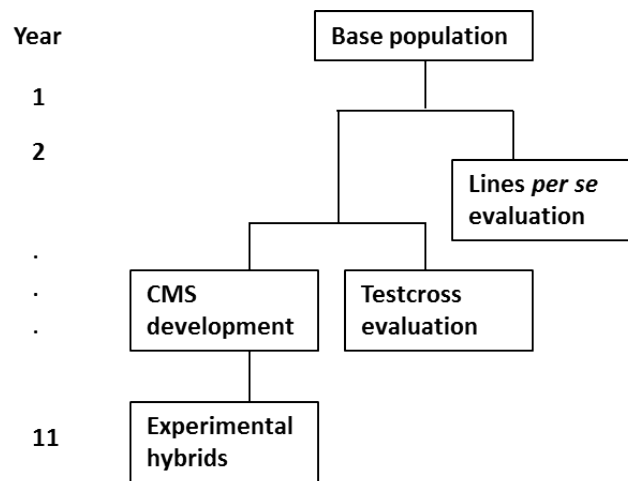 Year
Base population
1
2
Lines per se
evaluation
.
.
.
CMS
development
Testcross
evaluation
11
Experimental
hybrids